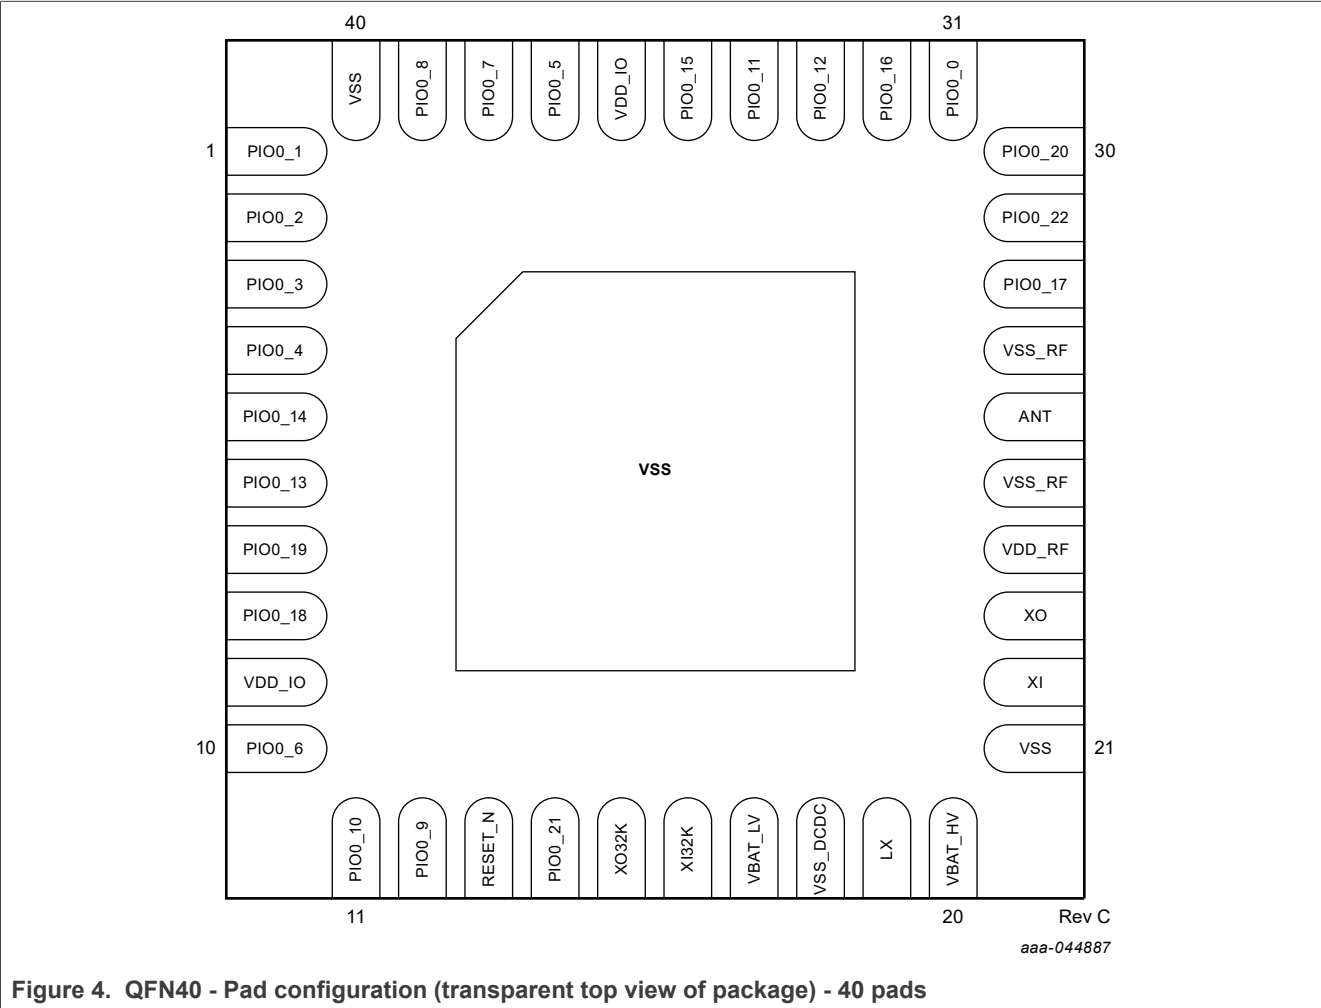 40
31
VSS
PIO0_8
PIO0_7
PIO0_5
VDD_IO
PIO0_15
PIO0_11
PIO0_12
PIO0_16
PIO0_0
1
PIO0_1
PIO0_20
30
PIO0_2
PIO0_22
PIO0_3
PIO0_17
PIO0_4
VSS_RF
PIO0_14
ANT
VSS
PIO0_13
VSS_RF
PIO0_19
VDD_RF
PIO0_18
XO
VDD_IO
XI
10
PIO0_6
VSS
21
PIO0_10
PIO0_9
RESET_N
PIO0_21
XO32K
XI32K
VBAT_LV
VSS_DCDC
LX
VBAT_HV
11
20
Rev C
aaa-044887
Figure 4. QFN40 - Pad configuration (transparent top view of package) - 40 pads